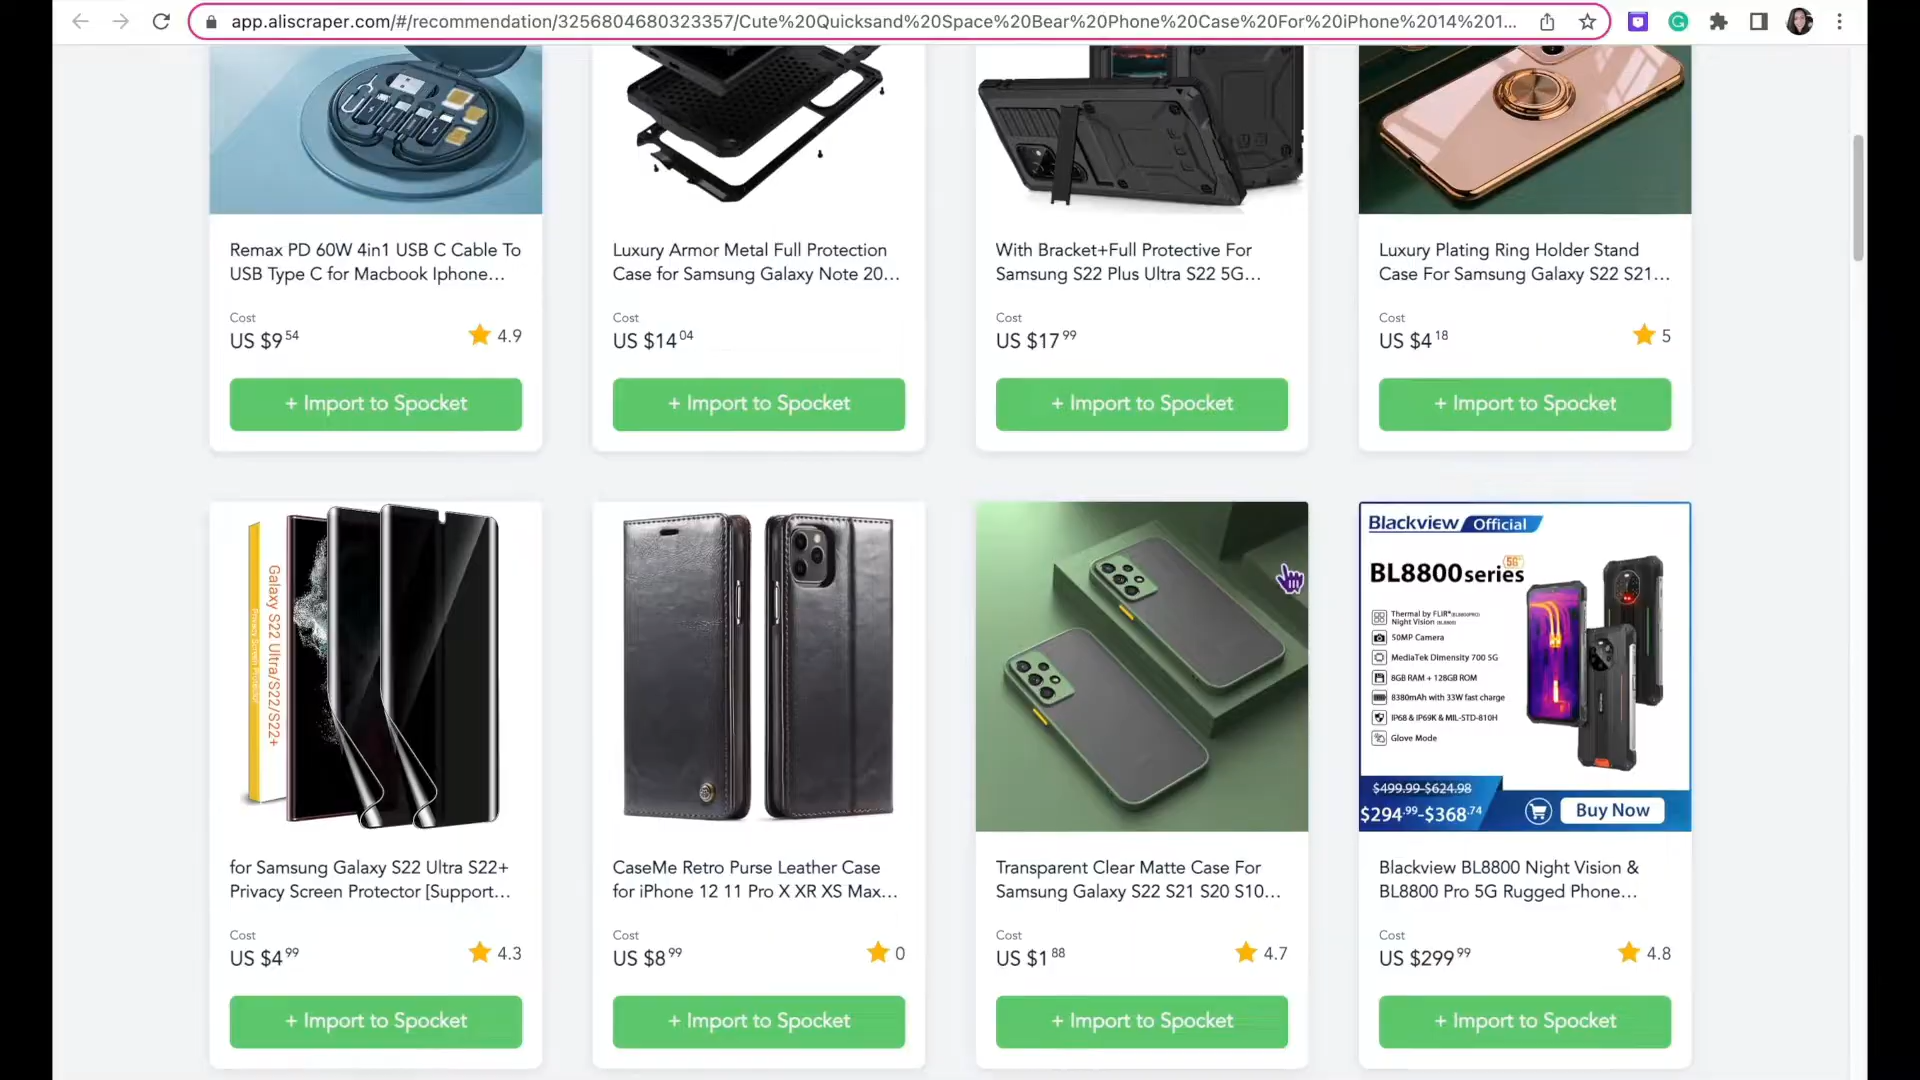 app.aliscraper.com/#/recommendation/3256804680323357/Cute%20Quicksand%20Space%20Bear%20Phone%20Case%20For%20iPhone%2014%201...
Remax PD 60W 4in1 USB C Cable To
USB Type C for Macbook Iphone...
Cost
US $9 54
4.9
+ Import to Spocket
Luxury Armor Metal Full Protection
Case for Samsung Galaxy Note 20...
Cost
US $14 04
+ Import to Spocket
With Bracket+Full Protective For
Samsung S22 Plus Ultra S22 5G...
Cost
US $17 99
+ Import to Spocket
Luxury Plating Ring Holder Stand
Case For Samsung Galaxy S22 S21...
Cost
US $4 18
5
+ Import to Spocket
Galaxy S22 Ultra/S22/S22+
Privacy Screen Protector
for Samsung Galaxy S22 Ultra S22+
Privacy Screen Protector [Support...
Cost
US $4 99
4.3
+ Import to Spocket
CaseMe Retro Purse Leather Case
for iPhone 12 11 Pro X XR XS Max...
Cost
US $8 99
0
+ Import to Spocket
Transparent Clear Matte Case For
Samsung Galaxy S22 S21 S20 S10...
Cost
US $1 88
4.7
+ Import to Spocket
Blackview Official
BL8800 series 5G
Thermal by FLIR® (BL8800PRO)
Night Vision (BL8800)
50MP Camera
MediaTek Dimensity 700 5G
8GB RAM + 128GB ROM
8380mAh with 33W fast charge
IP68 & IP69K & MIL-STD-810H
Glove Mode
$499.99-$624.98
$294.99-$368.74
Buy Now
Blackview BL8800 Night Vision &
BL8800 Pro 5G Rugged Phone...
Cost
US $299 99
4.8
+ Import to Spocket